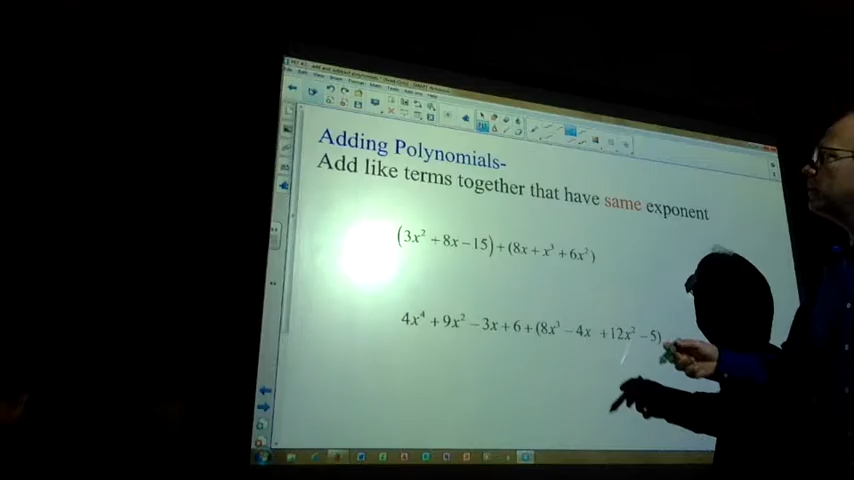 Adding Polynomials-
Add like terms together that have same exponent
(3x² + 8x − 15) + (8x + x³ + 6x²)
4x⁴ + 9x² − 3x + 6 + (8x³ − 4x + 12x² − 5)